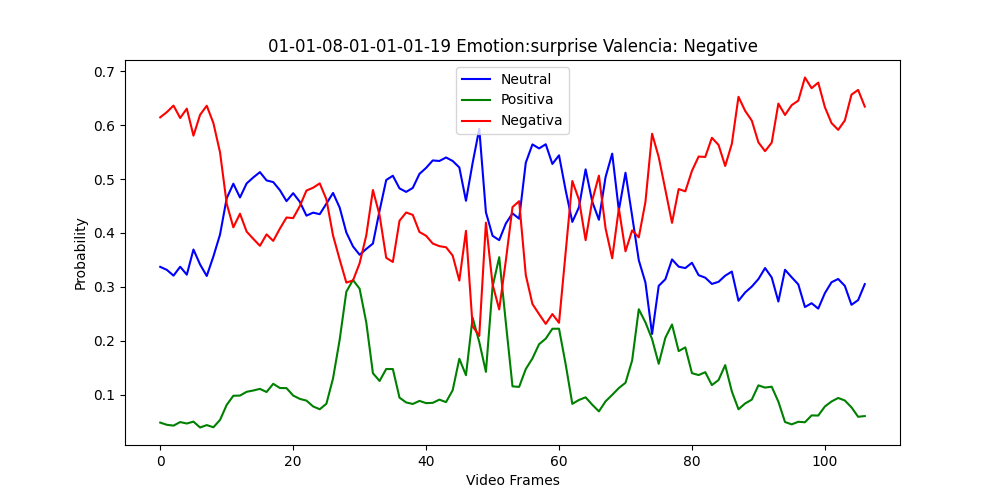 01-01-08-01-01-01-19 Emotion:surprise Valencia: Negative
Neutral
Positiva
Negativa
Probability
0.7
0.6
0.5
0.4
0.3
0.2
0.1
0 20 40 60 80 100
Video Frames